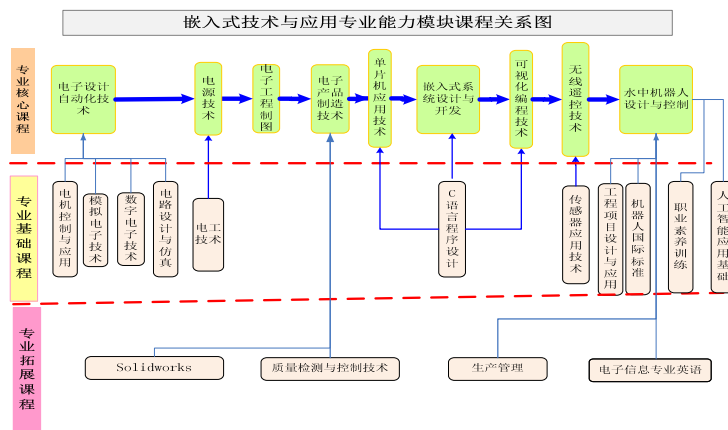 嵌入式技术与应用专业能力模块课程关系图
专业核心课程
电子设计
自动化技
术
电源技术
电子工程制图
电子
产品
制造
技术
单片机应用技术
嵌入式系
统设计与
开发
可视化编程技术
无线遥控技术
水中机器人
设计与控制
专业基础课程
电机控制与应用
模拟电子技术
数字电子技术
电路设计与仿真
电工
技术
C语言程序设计
传感器应用技术
工程项目设计与应用
机器人国际标准
职业素养训练
人工智能应用基础
专业拓展课程
Solidworks
质量检测与控制技术
生产管理
电子信息专业英语